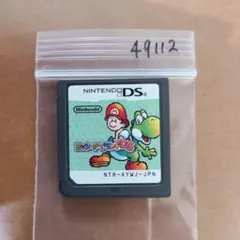 49112
NINTENDO DS
Nintendo
NTR-AYWJ-JPN